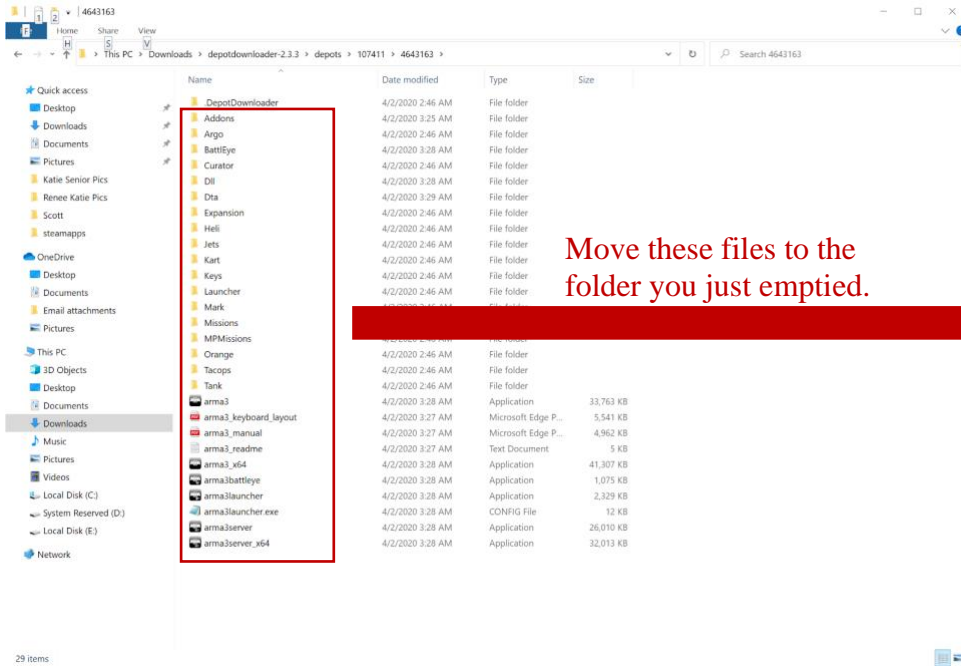 1 2 4643163
F Home Share View
H S V
This PC > Downloads > depotdownloader-2.3.3 > depots > 107411 > 4643163 >
Search 4643163
Name Date modified Type Size
Quick access
Desktop
Downloads
Documents
Pictures
Katie Senior Pics
Renee Katie Pics
Scott
steamapps
OneDrive
Desktop
Documents
Email attachments
Pictures
This PC
3D Objects
Desktop
Documents
Downloads
Music
Pictures
Videos
Local Disk (C:)
System Reserved (D:)
Local Disk (E:)
Network
.DepotDownloader 4/2/2020 2:46 AM File folder
Addons 4/2/2020 3:25 AM File folder
Argo 4/2/2020 2:46 AM File folder
BattlEye 4/2/2020 3:28 AM File folder
Curator 4/2/2020 2:46 AM File folder
Dll 4/2/2020 3:28 AM File folder
Dta 4/2/2020 3:29 AM File folder
Expansion 4/2/2020 2:46 AM File folder
Heli 4/2/2020 2:46 AM File folder
Jets 4/2/2020 2:46 AM File folder
Kart 4/2/2020 2:46 AM File folder
Keys 4/2/2020 2:46 AM File folder
Launcher 4/2/2020 2:46 AM File folder
Mark
Missions
MPMissions
Orange 4/2/2020 2:46 AM File folder
Tacops 4/2/2020 2:46 AM File folder
Tank 4/2/2020 2:46 AM File folder
arma3 4/2/2020 3:28 AM Application 33,763 KB
arma3_keyboard_layout 4/2/2020 3:27 AM Microsoft Edge P... 5,541 KB
arma3_manual 4/2/2020 3:27 AM Microsoft Edge P... 4,962 KB
arma3_readme 4/2/2020 3:27 AM Text Document 5 KB
arma3_x64 4/2/2020 3:28 AM Application 41,307 KB
arma3battleye 4/2/2020 3:28 AM Application 1,075 KB
arma3launcher 4/2/2020 3:28 AM Application 2,329 KB
arma3launcher.exe 4/2/2020 3:28 AM CONFIG File 12 KB
arma3server 4/2/2020 3:28 AM Application 26,010 KB
arma3server_x64 4/2/2020 3:28 AM Application 32,013 KB
Move these files to the
folder you just emptied.
29 items